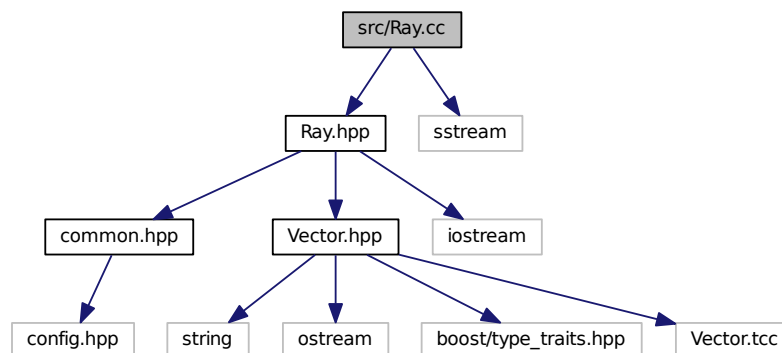 src/Ray.cc
Ray.hpp
sstream
common.hpp
Vector.hpp
iostream
config.hpp
string
ostream
boost/type_traits.hpp
Vector.tcc